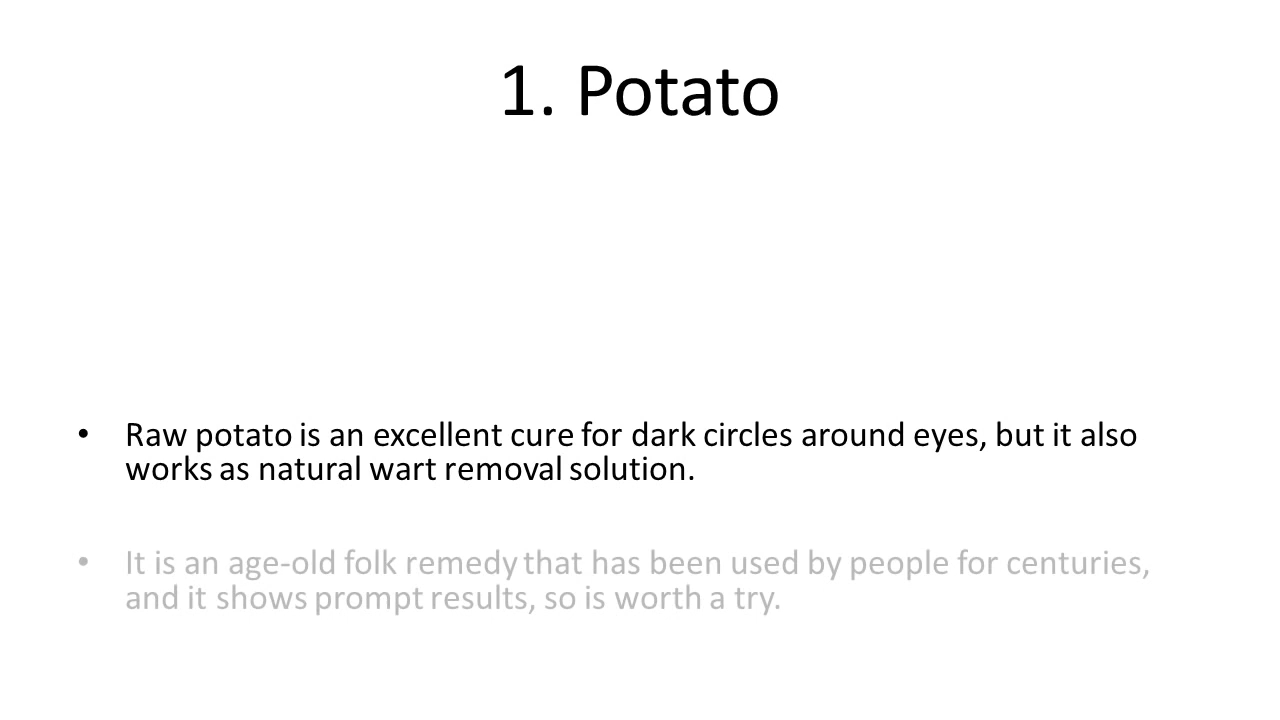 1. Potato
• Raw potato is an excellent cure for dark circles around eyes, but it also
works as natural wart removal solution.
• It is an age-old folk remedy that has been used by people for centuries,
and it shows prompt results, so is worth a try.